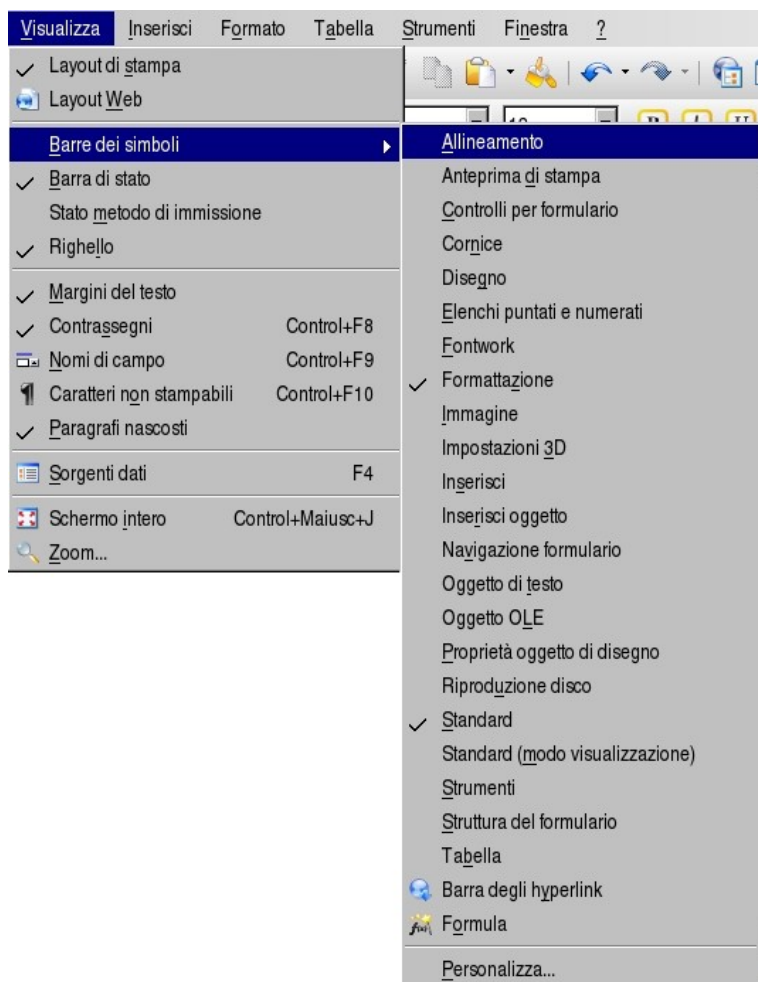 Visualizza Inserisci Formato Tabella Strumenti Finestra ?
Layout di stampa
Layout Web
Barre dei simboli
Barra di stato
Stato metodo di immissione
Righello
Margini del testo
Contrassegni Control+F8
Nomi di campo Control+F9
Caratteri non stampabili Control+F10
Paragrafi nascosti
Sorgenti dati F4
Schermo intero Control+Maiusc+J
Zoom...
Allineamento
Anteprima di stampa
Controlli per formulario
Cornice
Disegno
Elenchi puntati e numerati
Fontwork
Formattazione
Immagine
Impostazioni 3D
Inserisci
Inserisci oggetto
Navigazione formulario
Oggetto di testo
Oggetto OLE
Proprietà oggetto di disegno
Riproduzione disco
Standard
Standard (modo visualizzazione)
Strumenti
Struttura del formulario
Tabella
Barra degli hyperlink
Formula
Personalizza...